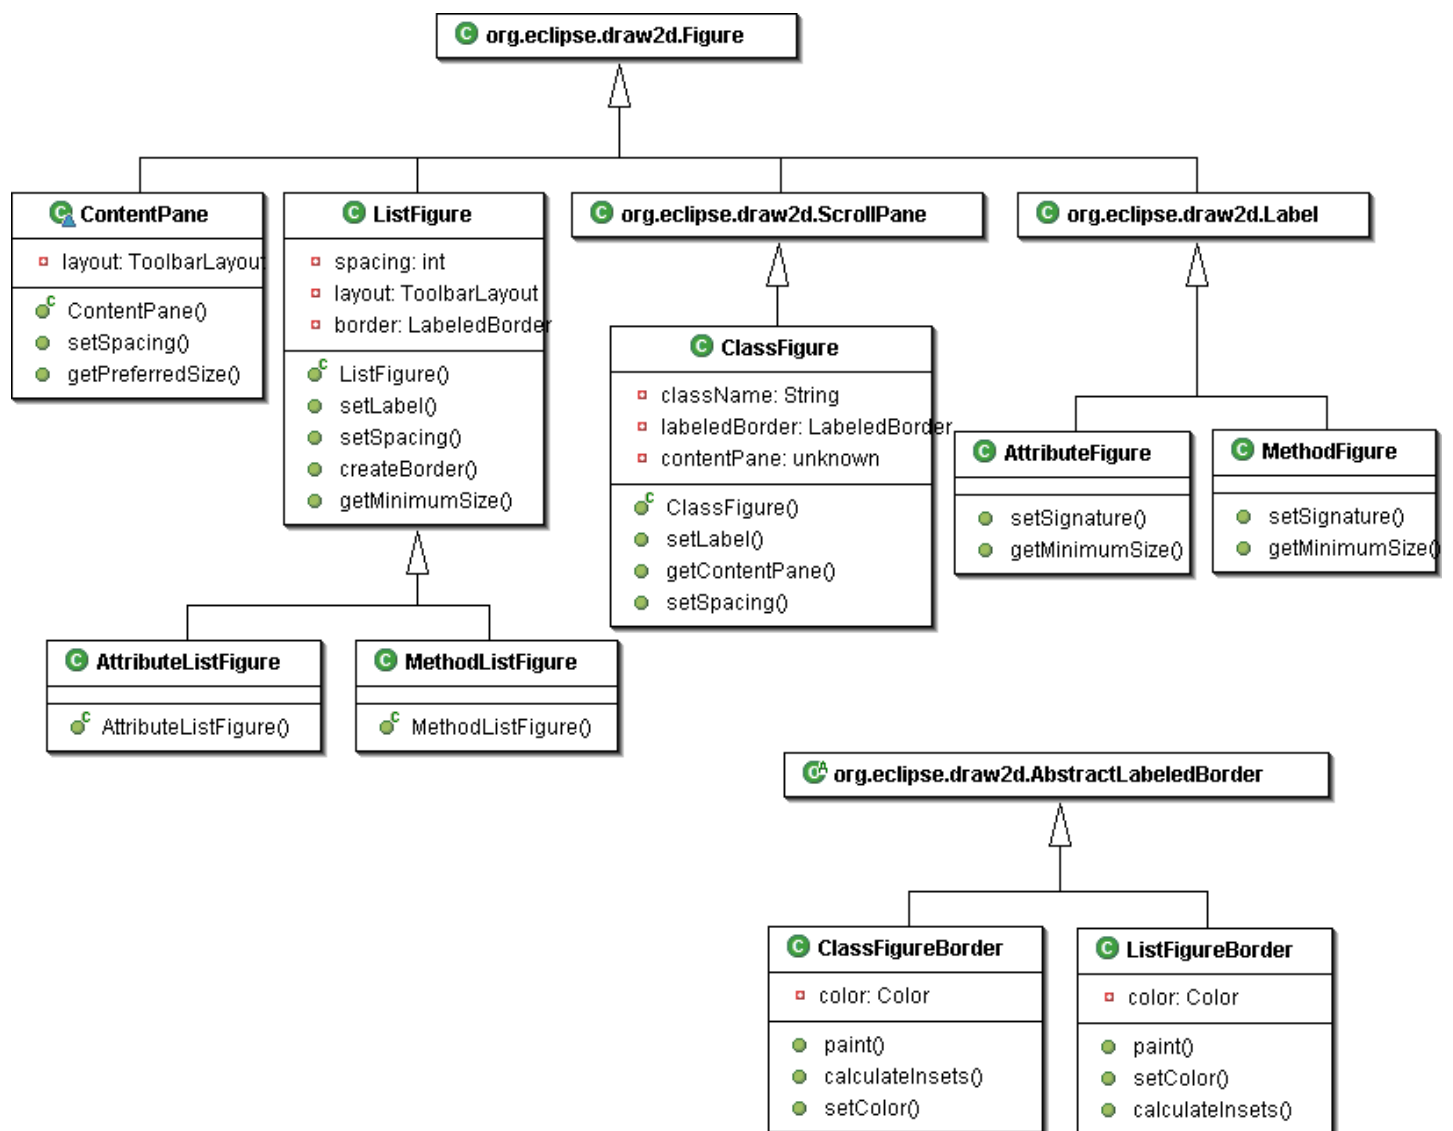 org.eclipse.draw2d.Figure
ContentPane
layout: ToolbarLayout
ContentPane()
setSpacing()
getPreferredSize()
ListFigure
spacing: int
layout: ToolbarLayout
border: LabeledBorder
ListFigure()
setLabel()
setSpacing()
createBorder()
getMinimumSize()
org.eclipse.draw2d.ScrollPane
org.eclipse.draw2d.Label
ClassFigure
className: String
labeledBorder: LabeledBorder
contentPane: unknown
ClassFigure()
setLabel()
getContentPane()
setSpacing()
AttributeFigure
setSignature()
getMinimumSize()
MethodFigure
setSignature()
getMinimumSize()
AttributeListFigure
AttributeListFigure()
MethodListFigure
MethodListFigure()
org.eclipse.draw2d.AbstractLabeledBorder
ClassFigureBorder
color: Color
paint()
calculateInsets()
setColor()
ListFigureBorder
color: Color
paint()
setColor()
calculateInsets()